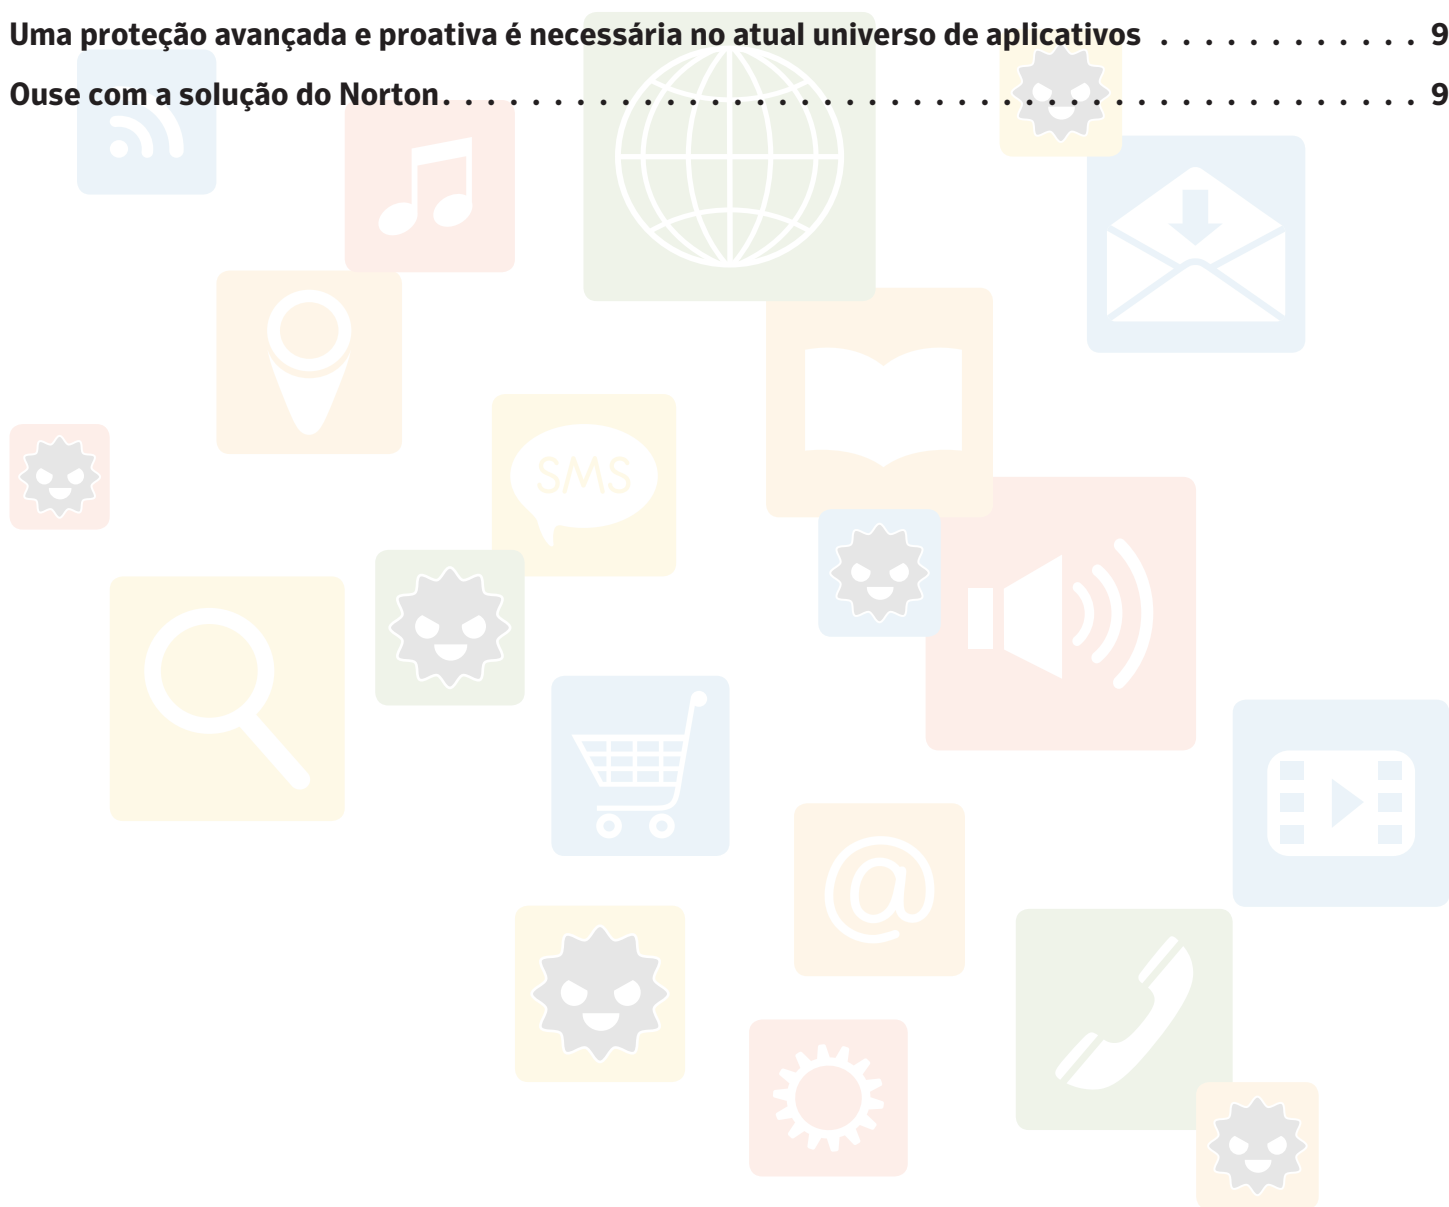 Uma proteção avançada e proativa é necessária no atual universo de aplicativos . . . . . . . . . . . . 9
Ouse com a solução do Norton. . . . . . . . . . . . . . . . . . . . . . . . . . . . . . . . . . . . . . . . . . . . . . 9
SMS
@